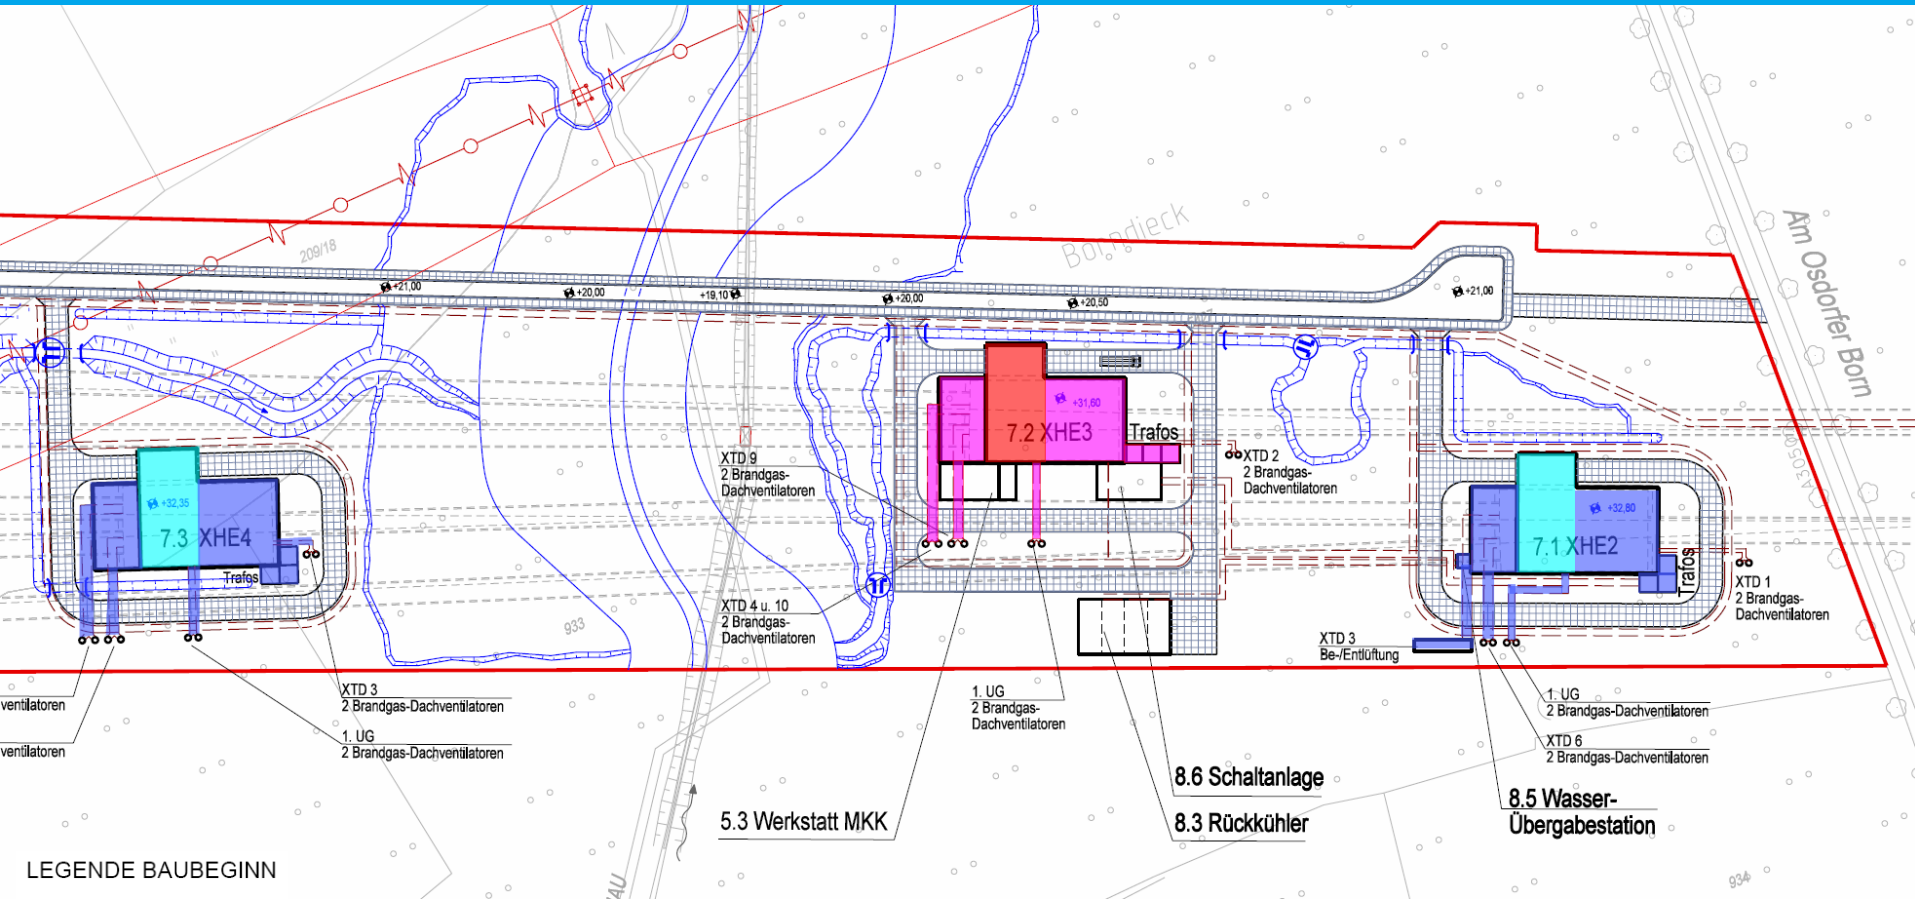 Borndieck
Am Osdorfer Born
209/18
+21,00
+20,00
+19,10
+20,00
+20,50
+21,00
+31,60
7.2 XHE3
Trafos
XTD 9
2 Brandgas-
Dachventilatoren
XTD 2
2 Brandgas-
Dachventilatoren
+32,35
7.3 XHE4
Trafos
+32,80
7.1 XHE2
Trafos
XTD 1
2 Brandgas-
Dachventilatoren
XTD 4 u. 10
2 Brandgas-
Dachventilatoren
933
XTD 3
Be-/Entlüftung
ventilatoren
XTD 3
2 Brandgas-Dachventilatoren
1. UG
2 Brandgas-
Dachventilatoren
1. UG
2 Brandgas-Dachventilatoren
ventilatoren
1. UG
2 Brandgas-Dachventilatoren
XTD 6
2 Brandgas-Dachventilatoren
8.6 Schaltanlage
5.3 Werkstatt MKK
8.3 Rückkühler
8.5 Wasser-
Übergabestation
LEGENDE BAUBEGINN
934